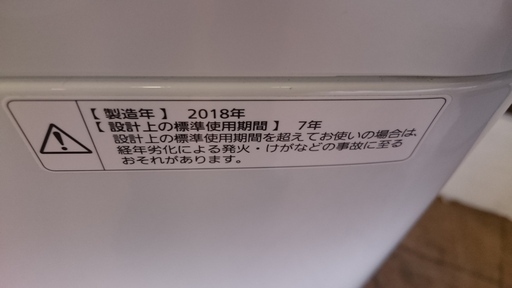 【 製造年 】 2018年
【 設計上の標準使用期間 】 7年
設計上の標準使用期間を超えてお使いの場合は、
経年劣化による発火・けがなどの事故に至る
おそれがあります。